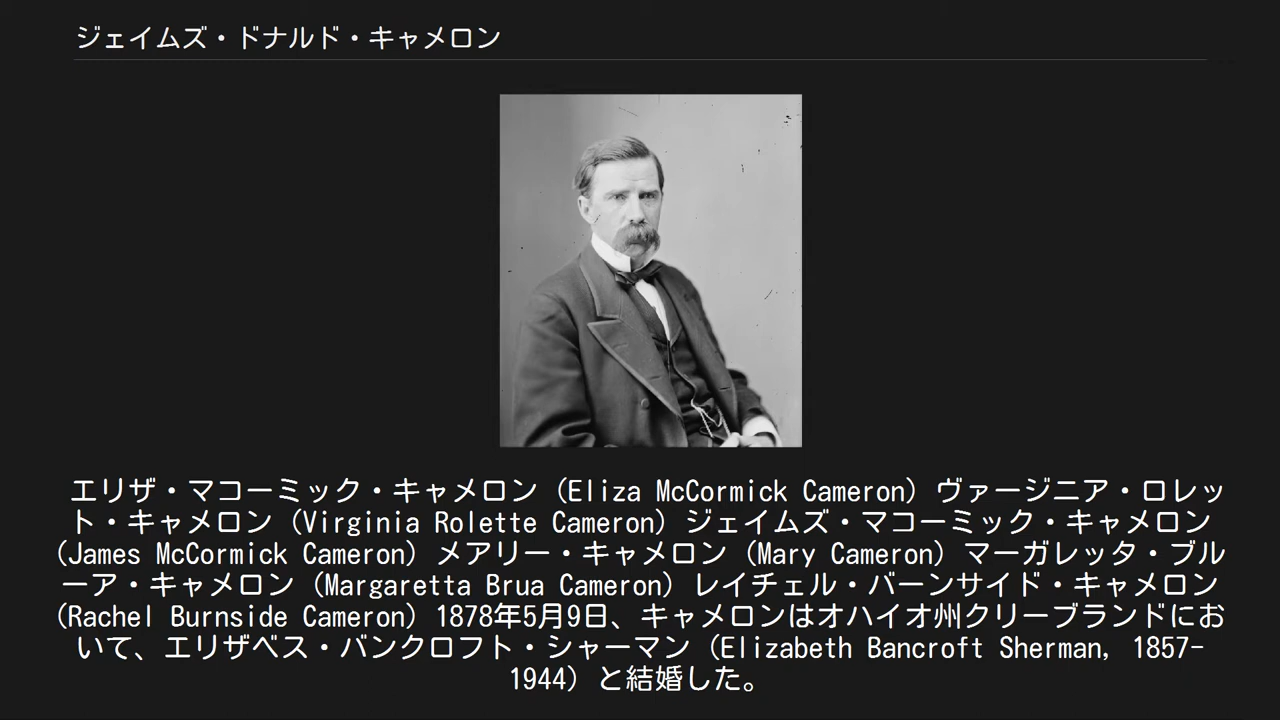 ジェイムズ・ドナルド・キャメロン
エリザ・マコーミック・キャメロン (Eliza McCormick Cameron) ヴァージニア・ロレッ
ト・キャメロン (Virginia Rolette Cameron) ジェイムズ・マコーミック・キャメロン
(James McCormick Cameron) メアリー・キャメロン (Mary Cameron) マーガレッタ・ブル
ーア・キャメロン (Margaretta Brua Cameron) レイチェル・バーンサイド・キャメロン
(Rachel Burnside Cameron) 1878年5月9日、キャメロンはオハイオ州クリーブランドにお
いて、エリザベス・バンクロフト・シャーマン (Elizabeth Bancroft Sherman, 1857-
1944) と結婚した。